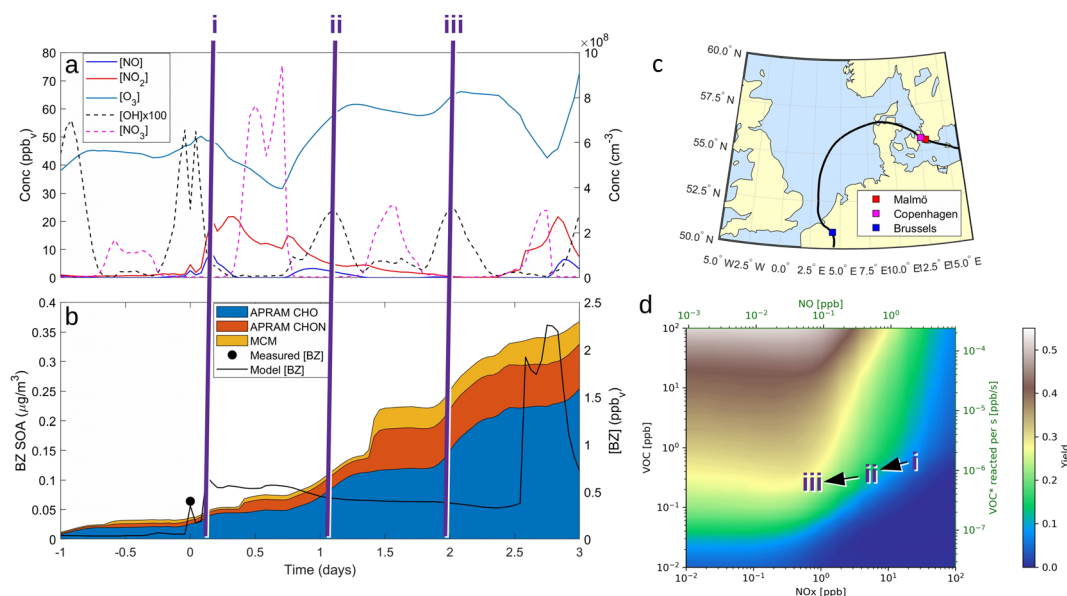 i ii iii
a
80
70
60
50
40
30
20
10
0
Conc (ppbv)
[NO]
[NO2]
[O3]
[OH]x100
[NO3]
×10^8
10
8
6
4
2
0
Conc (cm-3)
b
0.4
0.35
0.3
0.25
0.2
0.15
0.1
0.05
0
BZ SOA (μg/m3)
APRAM CHO
APRAM CHON
MCM
Measured [BZ]
Model [BZ]
2.5
2
1.5
1
0.5
0
[BZ] (ppbv)
-1 -0.5 0 0.5 1 1.5 2 2.5 3
Time (days)
c
60.0° N
57.5° N
55.0° N
52.5° N
50.0° N
5.0° W 2.5° W 0.0° 2.5° E 5.0° E 7.5° E 10.0° E 12.5° E 15.0° E
Malmö
Copenhagen
Brussels
d
NO [ppb]
10^-3 10^-2 10^-1 10^0 10^1
10^2
10^1
10^0
10^-1
10^-2
VOC [ppb]
iii ii i
10^-4
10^-5
10^-6
10^-7
VOC* reacted per s [ppb/s]
10^-2 10^-1 10^0 10^1 10^2
NOx [ppb]
0.5
0.4
0.3
0.2
0.1
0.0
Yield